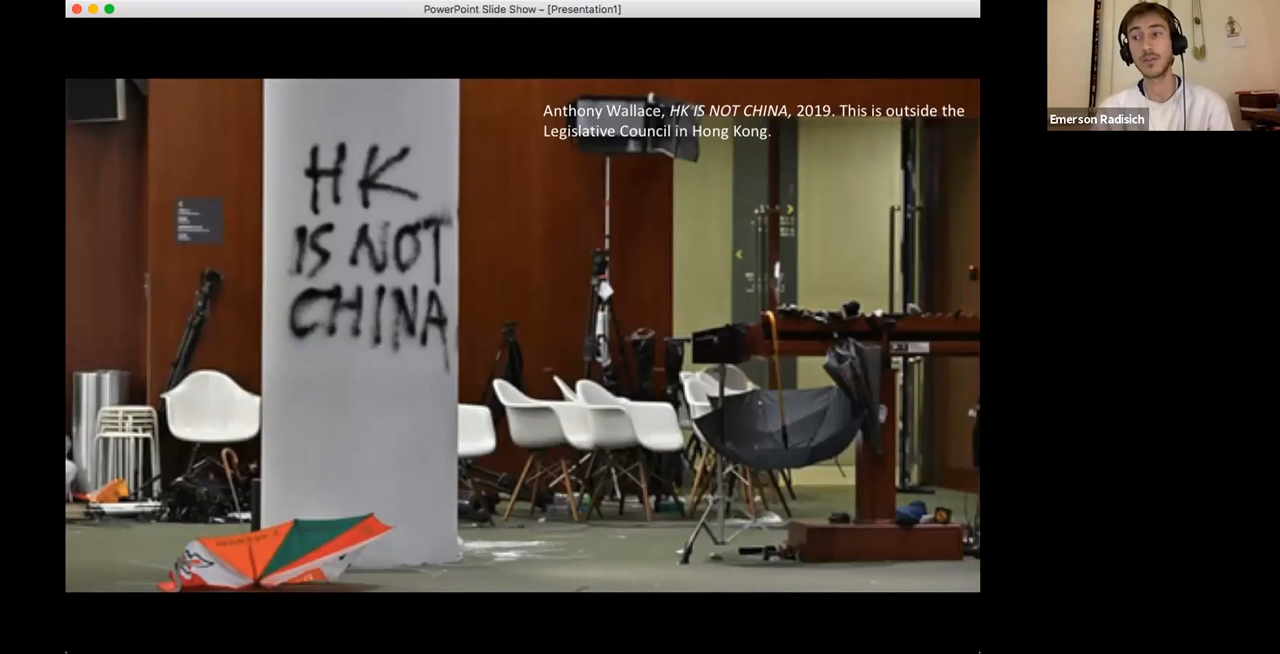 PowerPoint Slide Show – [Presentation1]
Anthony Wallace, HK IS NOT CHINA, 2019. This is outside the
Legislative Council in Hong Kong.
HK
IS NOT
CHINA
Emerson Radisich